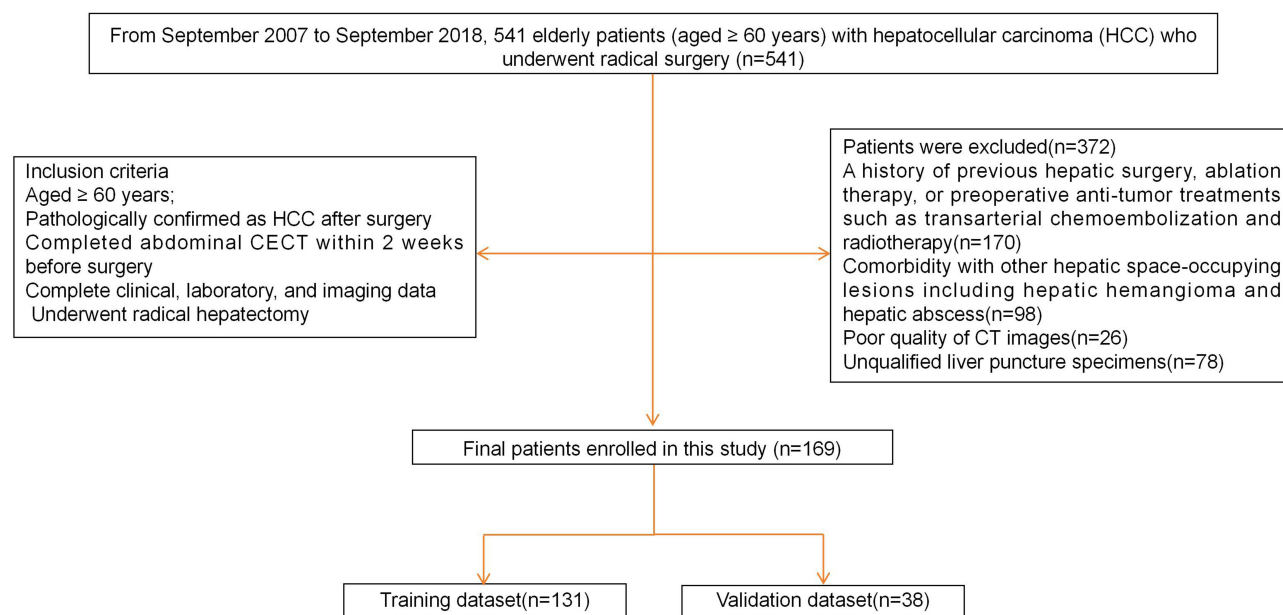 From September 2007 to September 2018, 541 elderly patients (aged ≥ 60 years) with hepatocellular carcinoma (HCC) who
underwent radical surgery (n=541)
Inclusion criteria
Aged ≥ 60 years;
Pathologically confirmed as HCC after surgery
Completed abdominal CECT within 2 weeks
before surgery
Complete clinical, laboratory, and imaging data
Underwent radical hepatectomy
Patients were excluded(n=372)
A history of previous hepatic surgery, ablation
therapy, or preoperative anti-tumor treatments
such as transarterial chemoembolization and
radiotherapy(n=170)
Comorbidity with other hepatic space-occupying
lesions including hepatic hemangioma and
hepatic abscess(n=98)
Poor quality of CT images(n=26)
Unqualified liver puncture specimens(n=78)
Final patients enrolled in this study (n=169)
Training dataset(n=131)
Validation dataset(n=38)